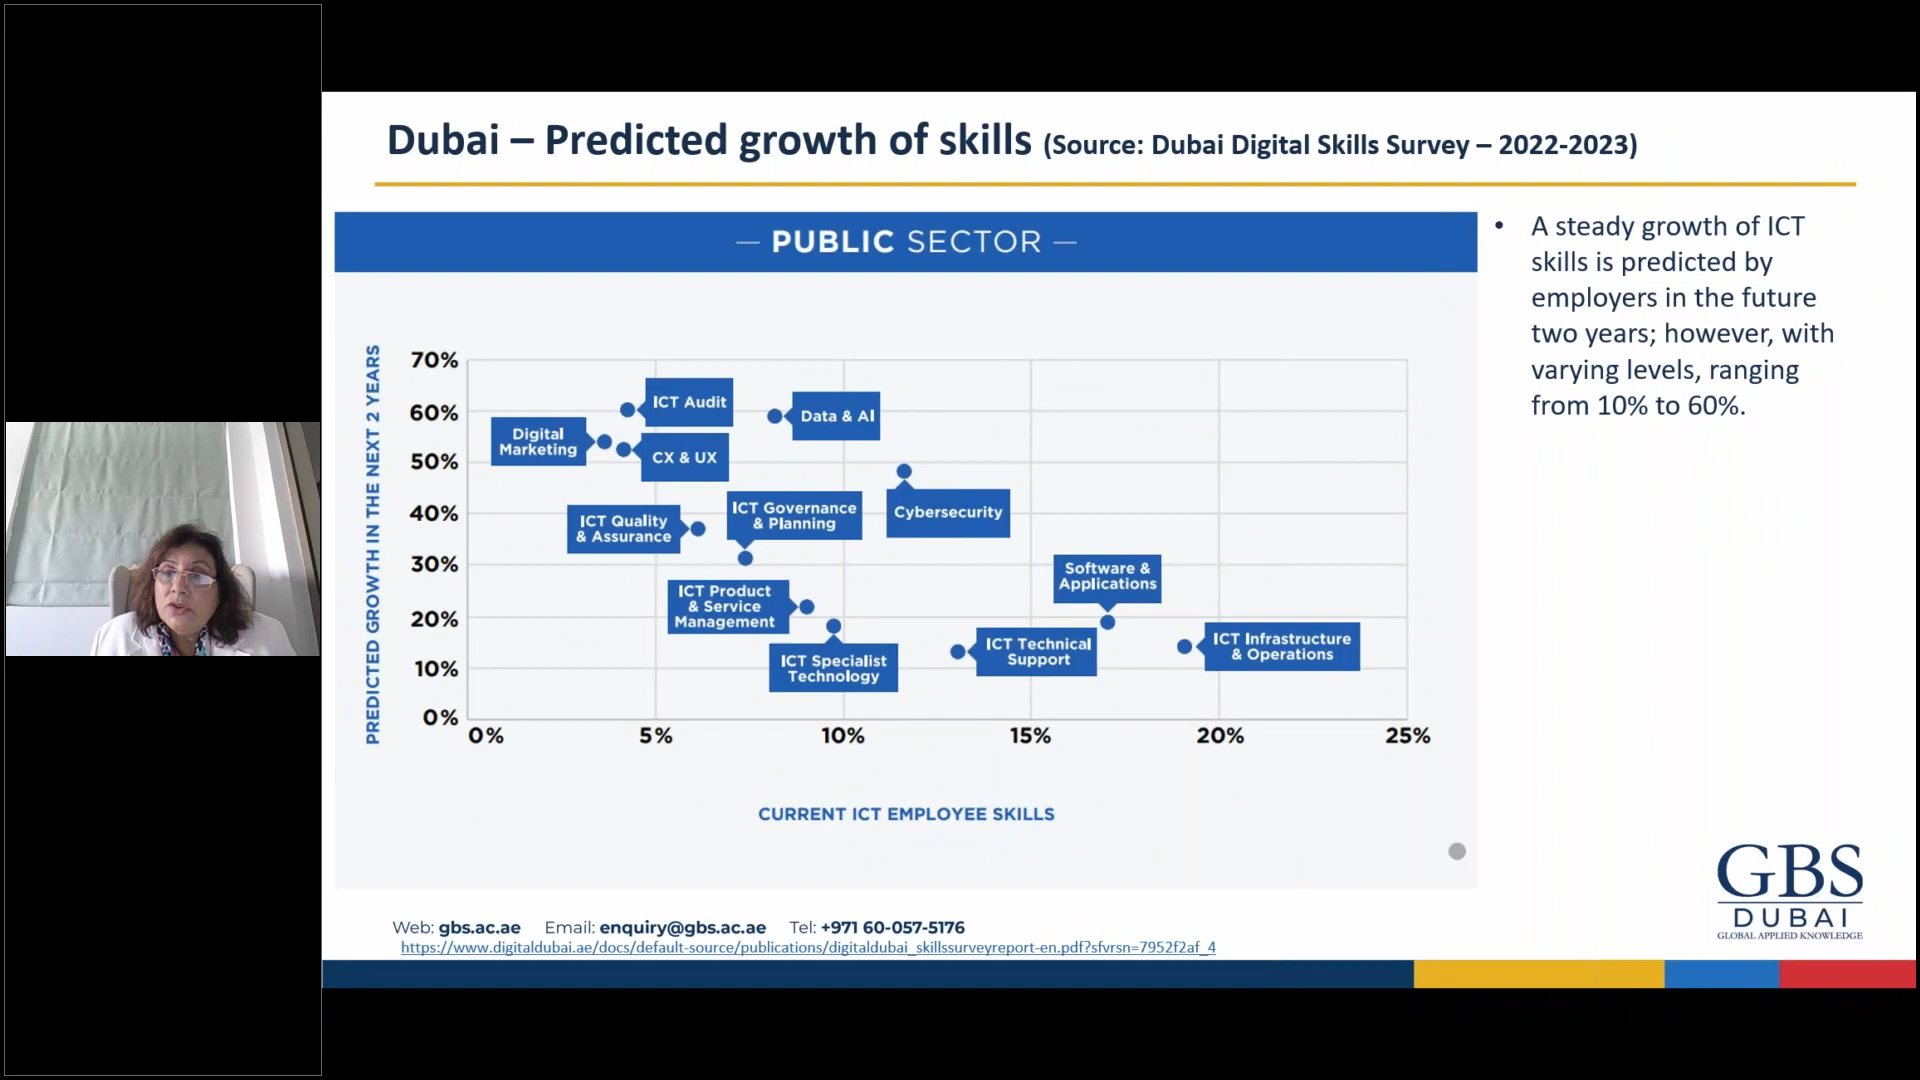 Dubai – Predicted growth of skills (Source: Dubai Digital Skills Survey – 2022-2023)
— PUBLIC SECTOR —
PREDICTED GROWTH IN THE NEXT 2 YEARS
70%
60%
50%
40%
30%
20%
10%
0%
ICT Audit
Data & AI
Digital
Marketing
CX & UX
ICT Quality
& Assurance
ICT Governance
& Planning
Cybersecurity
ICT Product
& Service
Management
Software &
Applications
ICT Specialist
Technology
ICT Technical
Support
ICT Infrastructure
& Operations
0% 5% 10% 15% 20% 25%
CURRENT ICT EMPLOYEE SKILLS
• A steady growth of ICT
skills is predicted by
employers in the future
two years; however, with
varying levels, ranging
from 10% to 60%.
GBS
DUBAI
GLOBAL APPLIED KNOWLEDGE
Web: gbs.ac.ae Email: enquiry@gbs.ac.ae Tel: +971 60-057-5176
https://www.digitaldubai.ae/docs/default-source/publications/digitaldubai_skillssurveyreport-en.pdf?sfvrsn=7952f2af_4